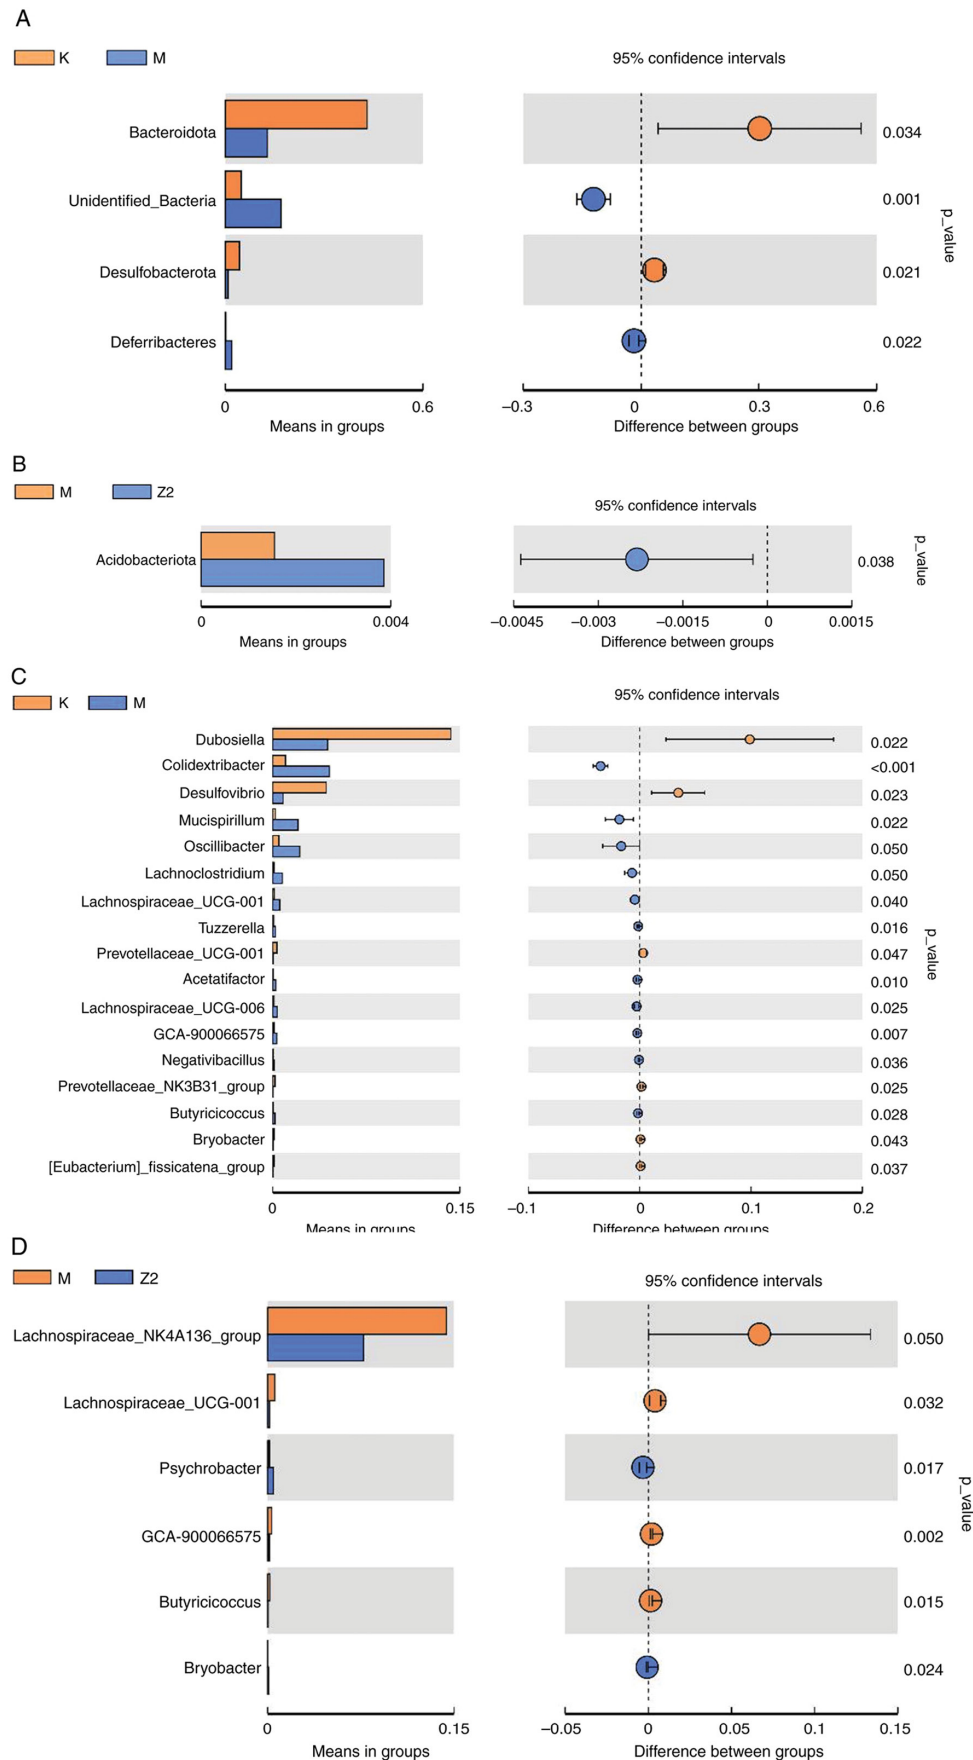 A
K M 95% confidence intervals
Bacteroidota 0.034
Unidentified_Bacteria 0.001
Desulfobacterota 0.021
Deferribacteres 0.022
p_value
0 0.6 −0.3 0 0.3 0.6
Means in groups Difference between groups
B
M Z2
95% confidence intervals
Acidobacteriota 0.038
p_value
0 0.004 −0.0045 −0.003 −0.0015 0 0.0015
Means in groups Difference between groups
C
K M 95% confidence intervals
Dubosiella 0.022
Colidextribacter <0.001
Desulfovibrio 0.023
Mucispirillum 0.022
Oscillibacter 0.050
Lachnoclostridium 0.050
Lachnospiraceae_UCG-001 0.040
Tuzzerella 0.016
Prevotellaceae_UCG-001 0.047
Acetatifactor 0.010
Lachnospiraceae_UCG-006 0.025
GCA-900066575 0.007
Negativibacillus 0.036
Prevotellaceae_NK3B31_group 0.025
Butyricicoccus 0.028
Bryobacter 0.043
[Eubacterium]_fissicatena_group 0.037
p_value
0 0.15 −0.1 0 0.1 0.2
Means in groups Difference between groups
D
M Z2 95% confidence intervals
Lachnospiraceae_NK4A136_group 0.050
Lachnospiraceae_UCG-001 0.032
Psychrobacter 0.017
GCA-900066575 0.002
Butyricicoccus 0.015
Bryobacter 0.024
p_value
0 0.15 −0.05 0 0.05 0.1 0.15
Means in groups Difference between groups